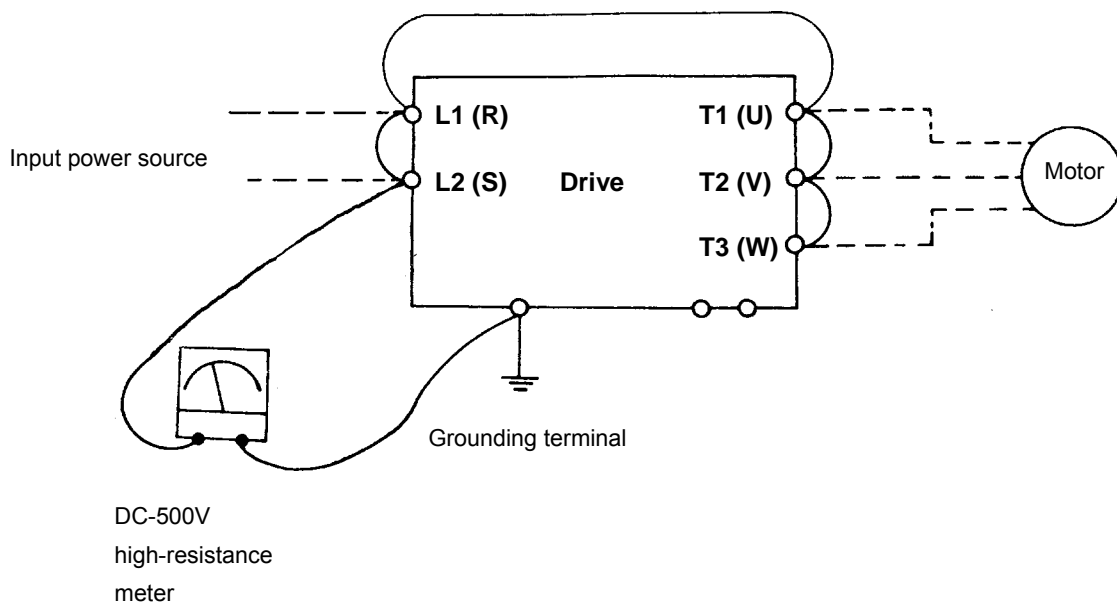 L1 (R)
T1 (U)
Input power source
L2 (S)
Drive
T2 (V)
Motor
T3 (W)
Grounding terminal
DC-500V
high-resistance
meter